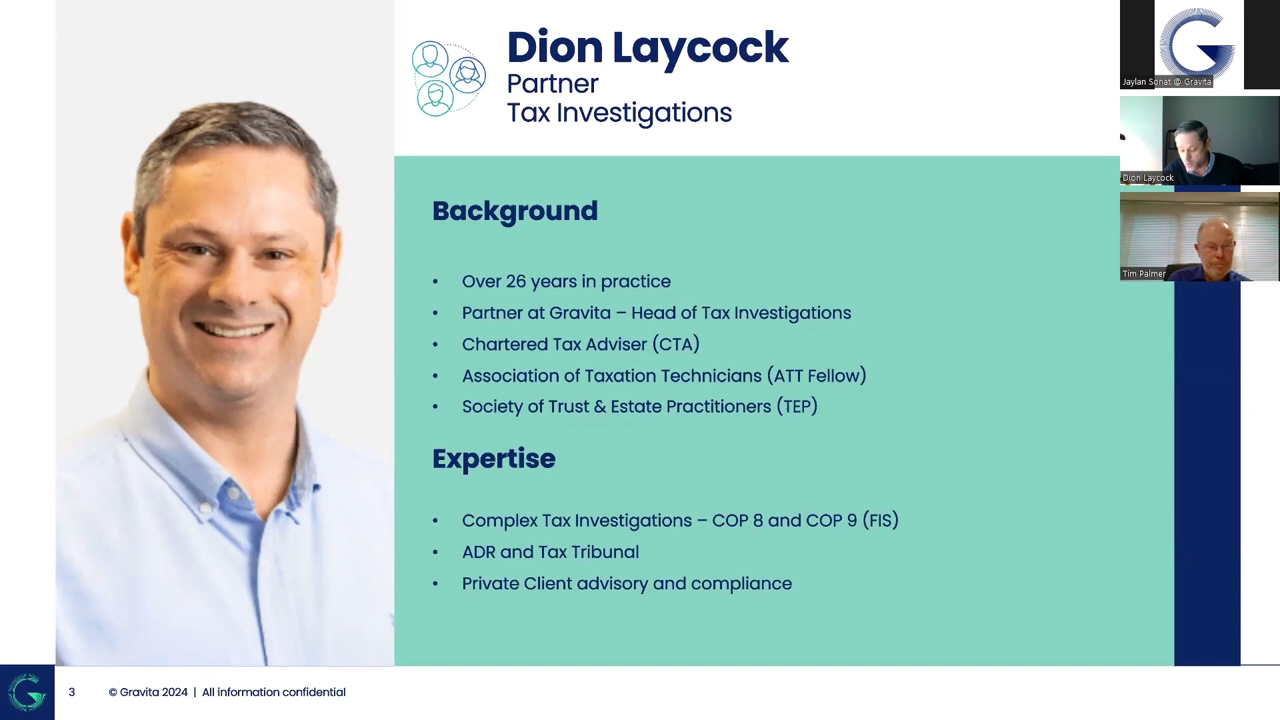 Dion Laycock
Partner
Tax Investigations
Jaylan Sonat @ Gravita
Dion Laycock
Tim Palmer
Background
• Over 26 years in practice
• Partner at Gravita – Head of Tax Investigations
• Chartered Tax Adviser (CTA)
• Association of Taxation Technicians (ATT Fellow)
• Society of Trust & Estate Practitioners (TEP)
Expertise
• Complex Tax Investigations – COP 8 and COP 9 (FIS)
• ADR and Tax Tribunal
• Private Client advisory and compliance
3 © Gravita 2024 | All information confidential